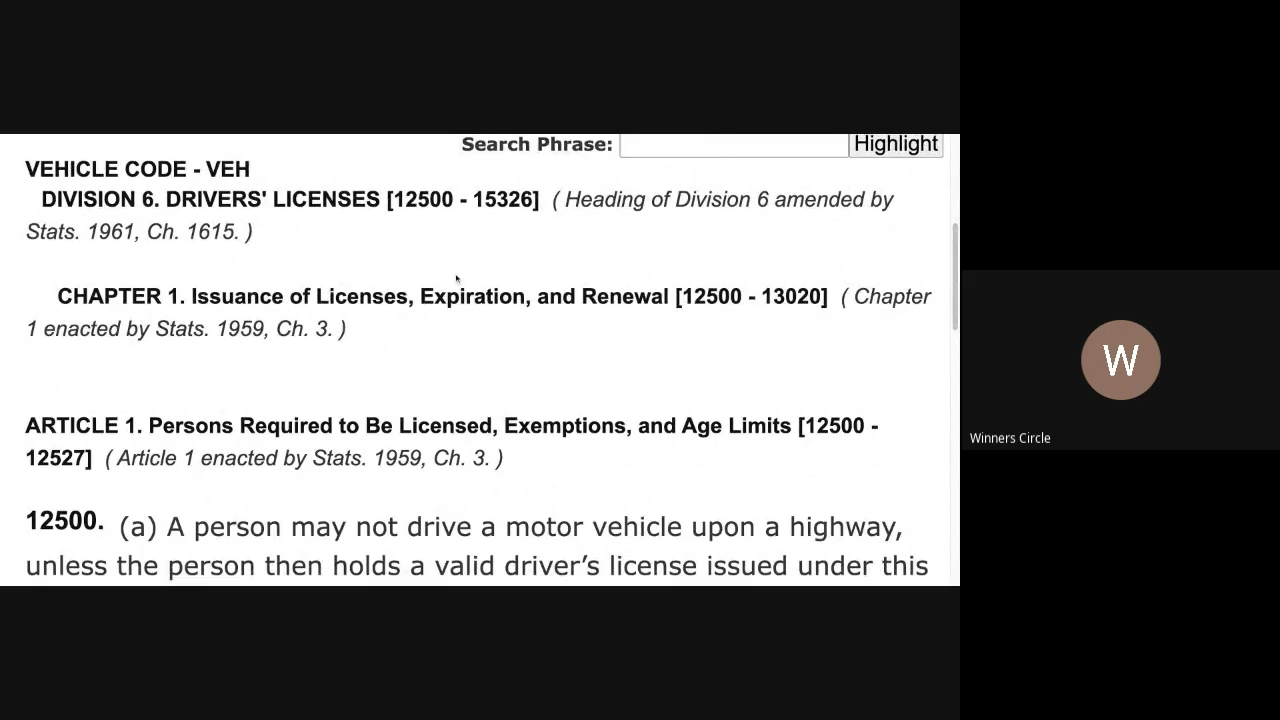 Search Phrase: Highlight
VEHICLE CODE - VEH
DIVISION 6. DRIVERS' LICENSES [12500 - 15326] ( Heading of Division 6 amended by
Stats. 1961, Ch. 1615. )
CHAPTER 1. Issuance of Licenses, Expiration, and Renewal [12500 - 13020] ( Chapter
1 enacted by Stats. 1959, Ch. 3. )
ARTICLE 1. Persons Required to Be Licensed, Exemptions, and Age Limits [12500 -
12527] ( Article 1 enacted by Stats. 1959, Ch. 3. )
12500. (a) A person may not drive a motor vehicle upon a highway,
unless the person then holds a valid driver’s license issued under this
W
Winners Circle